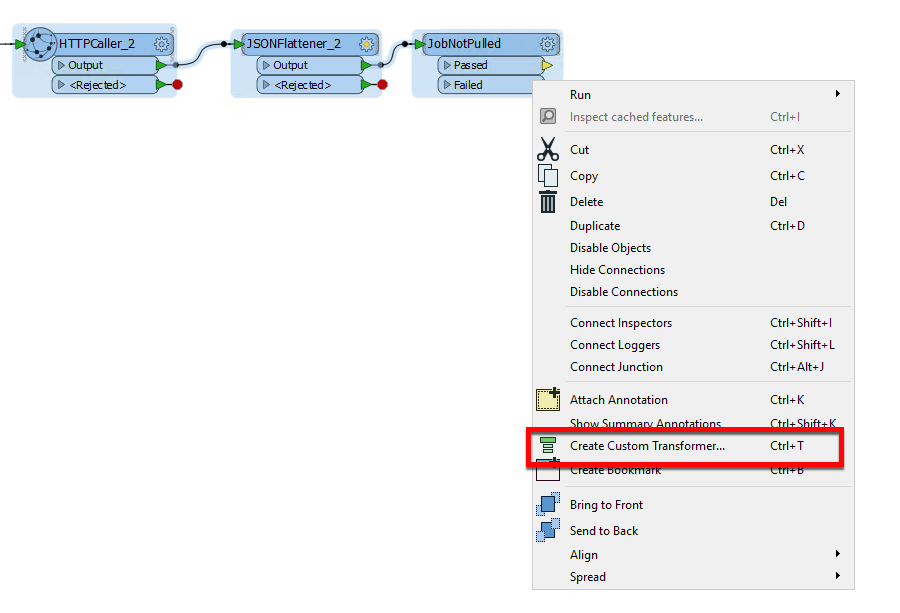 HTTPCaller_2
Output
<Rejected>
JSONFlattener_2
Output
<Rejected>
JobNotPulled
Passed
Failed
Run
Inspect cached features... Ctrl+I
Cut Ctrl+X
Copy Ctrl+C
Delete Del
Duplicate Ctrl+D
Disable Objects
Hide Connections
Disable Connections
Connect Inspectors Ctrl+Shift+I
Connect Loggers Ctrl+Shift+L
Connect Junction Ctrl+Alt+J
Attach Annotation Ctrl+K
Show Summary Annotations Ctrl+Shift+K
Create Custom Transformer... Ctrl+T
Create Bookmark Ctrl+B
Bring to Front
Send to Back
Align
Spread